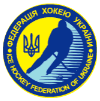 ФЕДЕРАЦІЯ ХОКЕЮ УКРАЇНИ
ICE HOCKEY FEDERATION OF UKRAINE